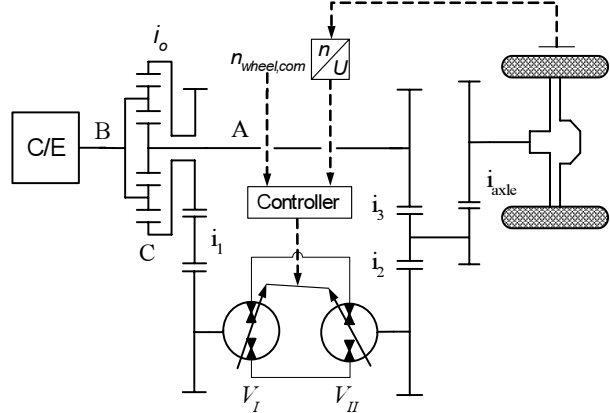 i_o
n_wheel,com
n
U
B
A
C/E
Controller
i_axle
i_3
C
i_1
i_2
V_I
V_II